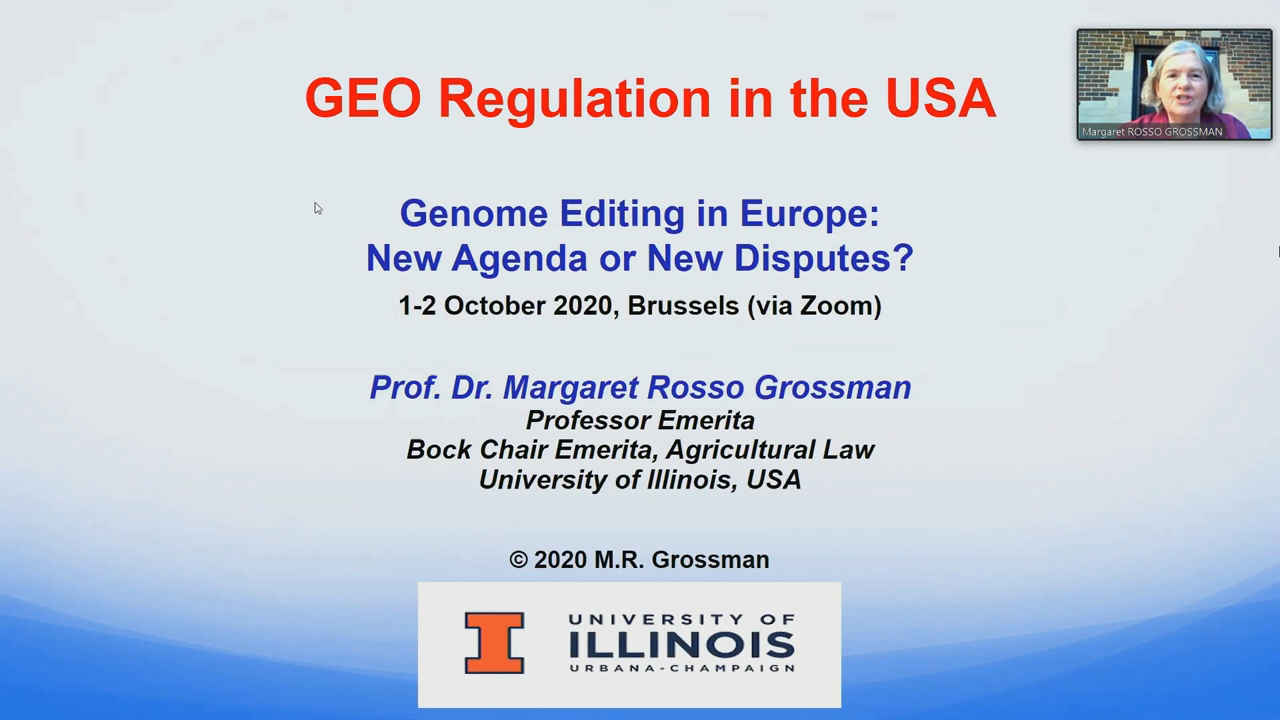 GEO Regulation in the USA
Margaret ROSSO GROSSMAN
Genome Editing in Europe:
New Agenda or New Disputes?
1-2 October 2020, Brussels (via Zoom)
Prof. Dr. Margaret Rosso Grossman
Professor Emerita
Bock Chair Emerita, Agricultural Law
University of Illinois, USA
© 2020 M.R. Grossman
I
UNIVERSITY OF
ILLINOIS
URBANA-CHAMPAIGN